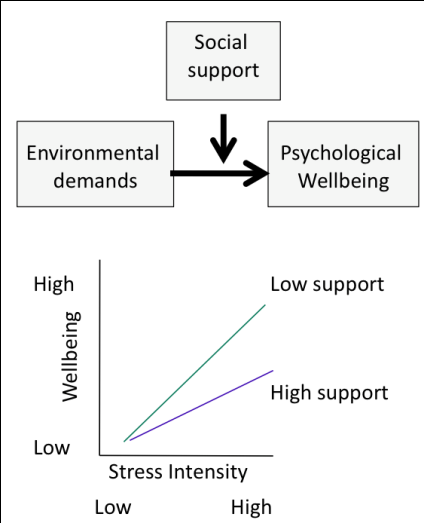 Social
support
Environmental
demands
Psychological
Wellbeing
High
Low support
Wellbeing
High support
Low
Stress Intensity
Low
High